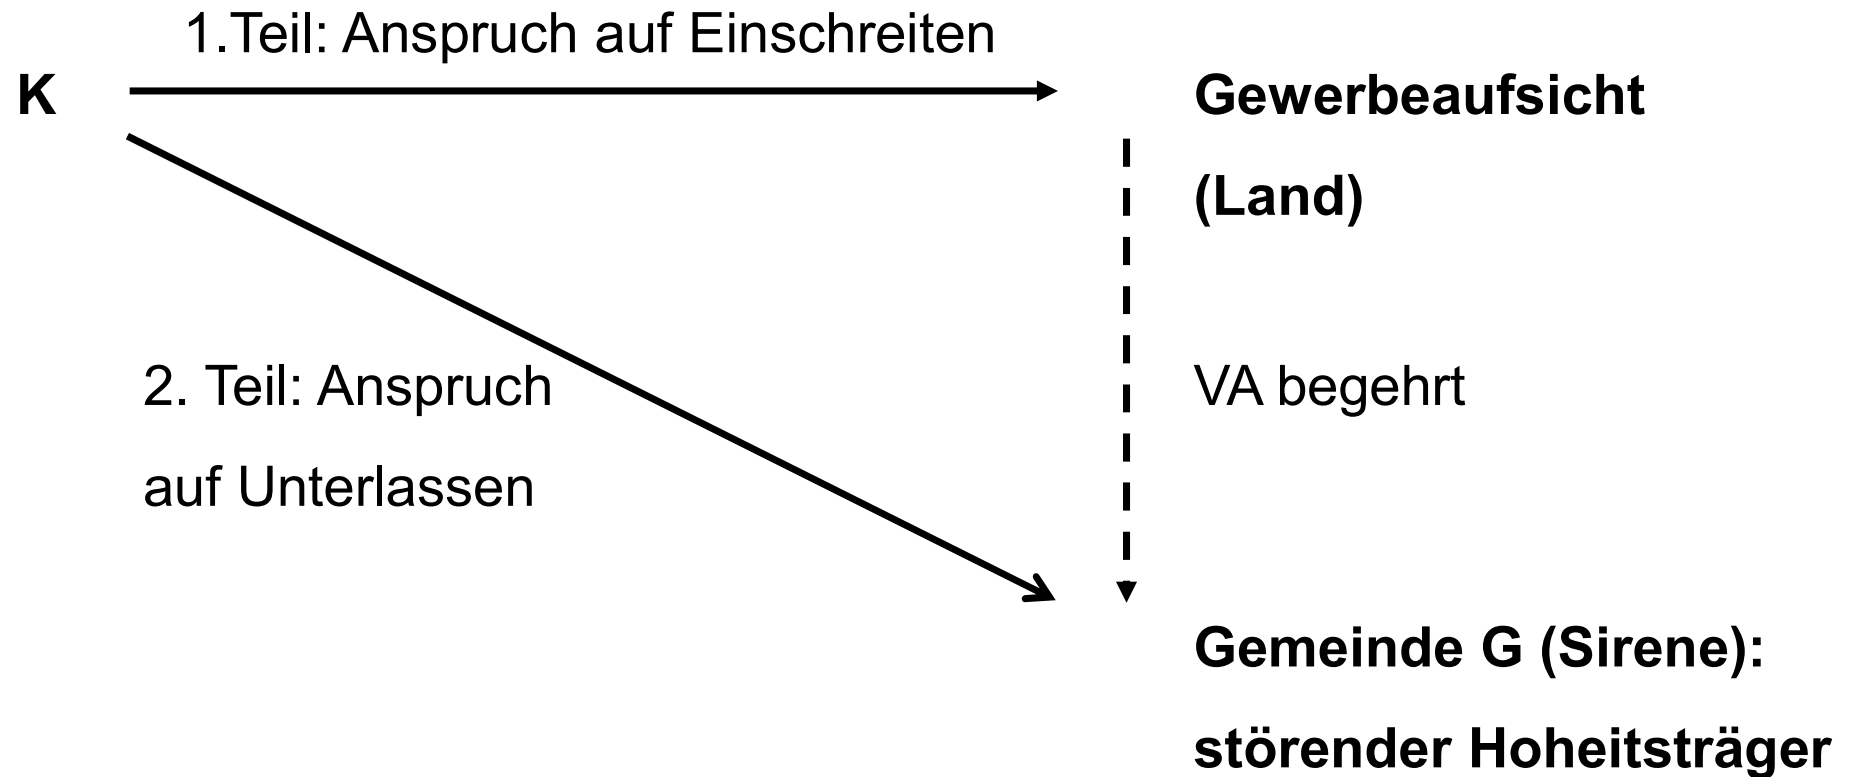 1.Teil: Anspruch auf Einschreiten
K
Gewerbeaufsicht
(Land)
2. Teil: Anspruch
auf Unterlassen
VA begehrt
Gemeinde G (Sirene):
störender Hoheitsträger